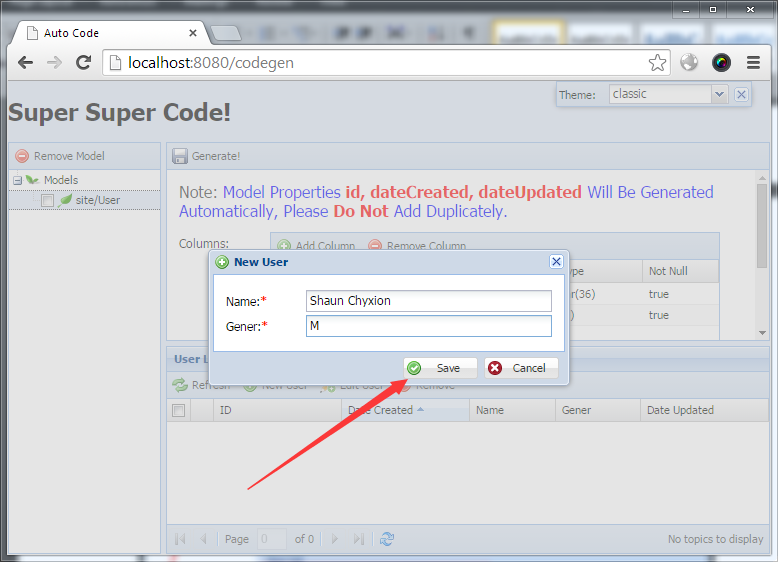 Auto Code
localhost:8080/codegen
Super Super Code!
Theme: classic
Remove Model
Generate!
Models
site/User
Note: Model Properties id, dateCreated, dateUpdated Will Be Generated
Automatically, Please Do Not Add Duplicately.
Columns:
Add Column Remove Column
ype Not Null
r(36) true
) true
New User
Name:* Shaun Chyxion
Gener:* M
Save Cancel
User L
Refresh New User Edit User Remove
ID Date Created Name Gener Date Updated
Page 0 of 0
No topics to display